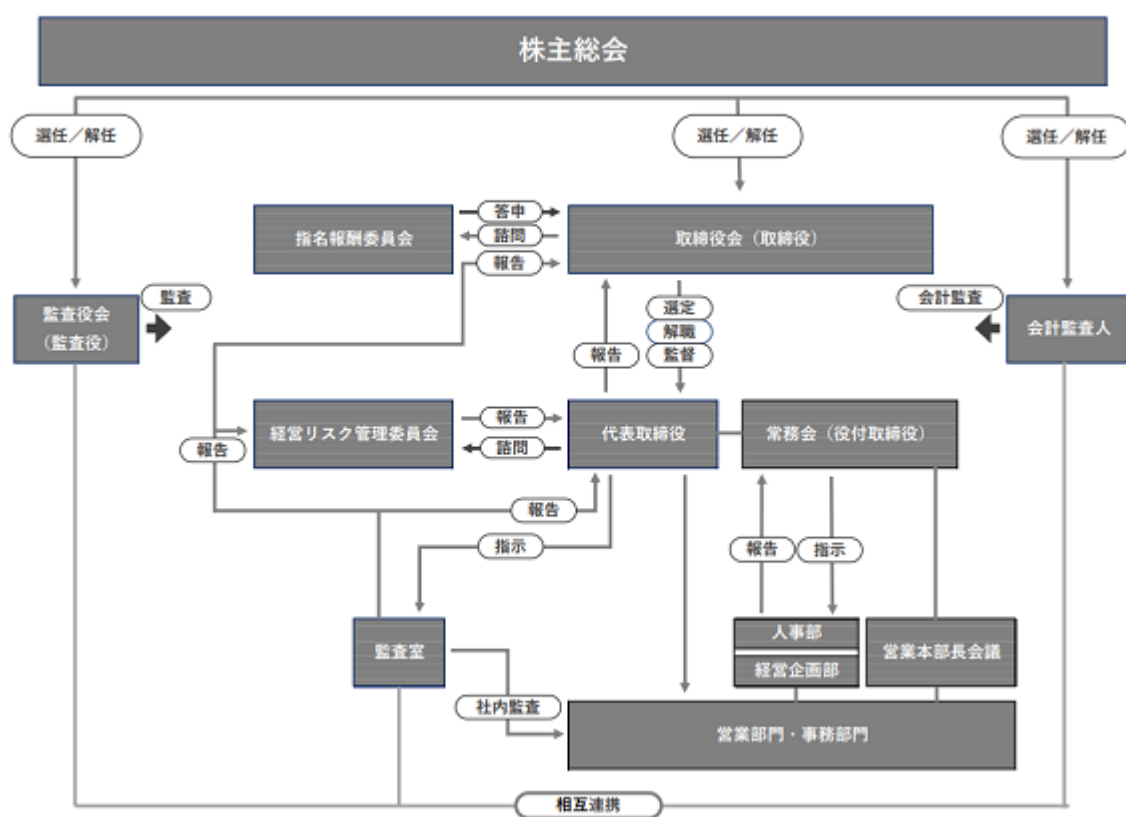 株主総会
選任／解任
選任／解任
選任／解任
指名報酬委員会
答申
諮問
報告
取締役会（取締役）
監査役会
（監査役）
監査
選定
解職
監督
報告
会計監査
会計監査人
経営リスク管理委員会
報告
諮問
代表取締役
常務会（役付取締役）
報告
報告
指示
報告
指示
監査室
人事部
経営企画部
営業本部長会議
社内監査
営業部門・事務部門
相互連携